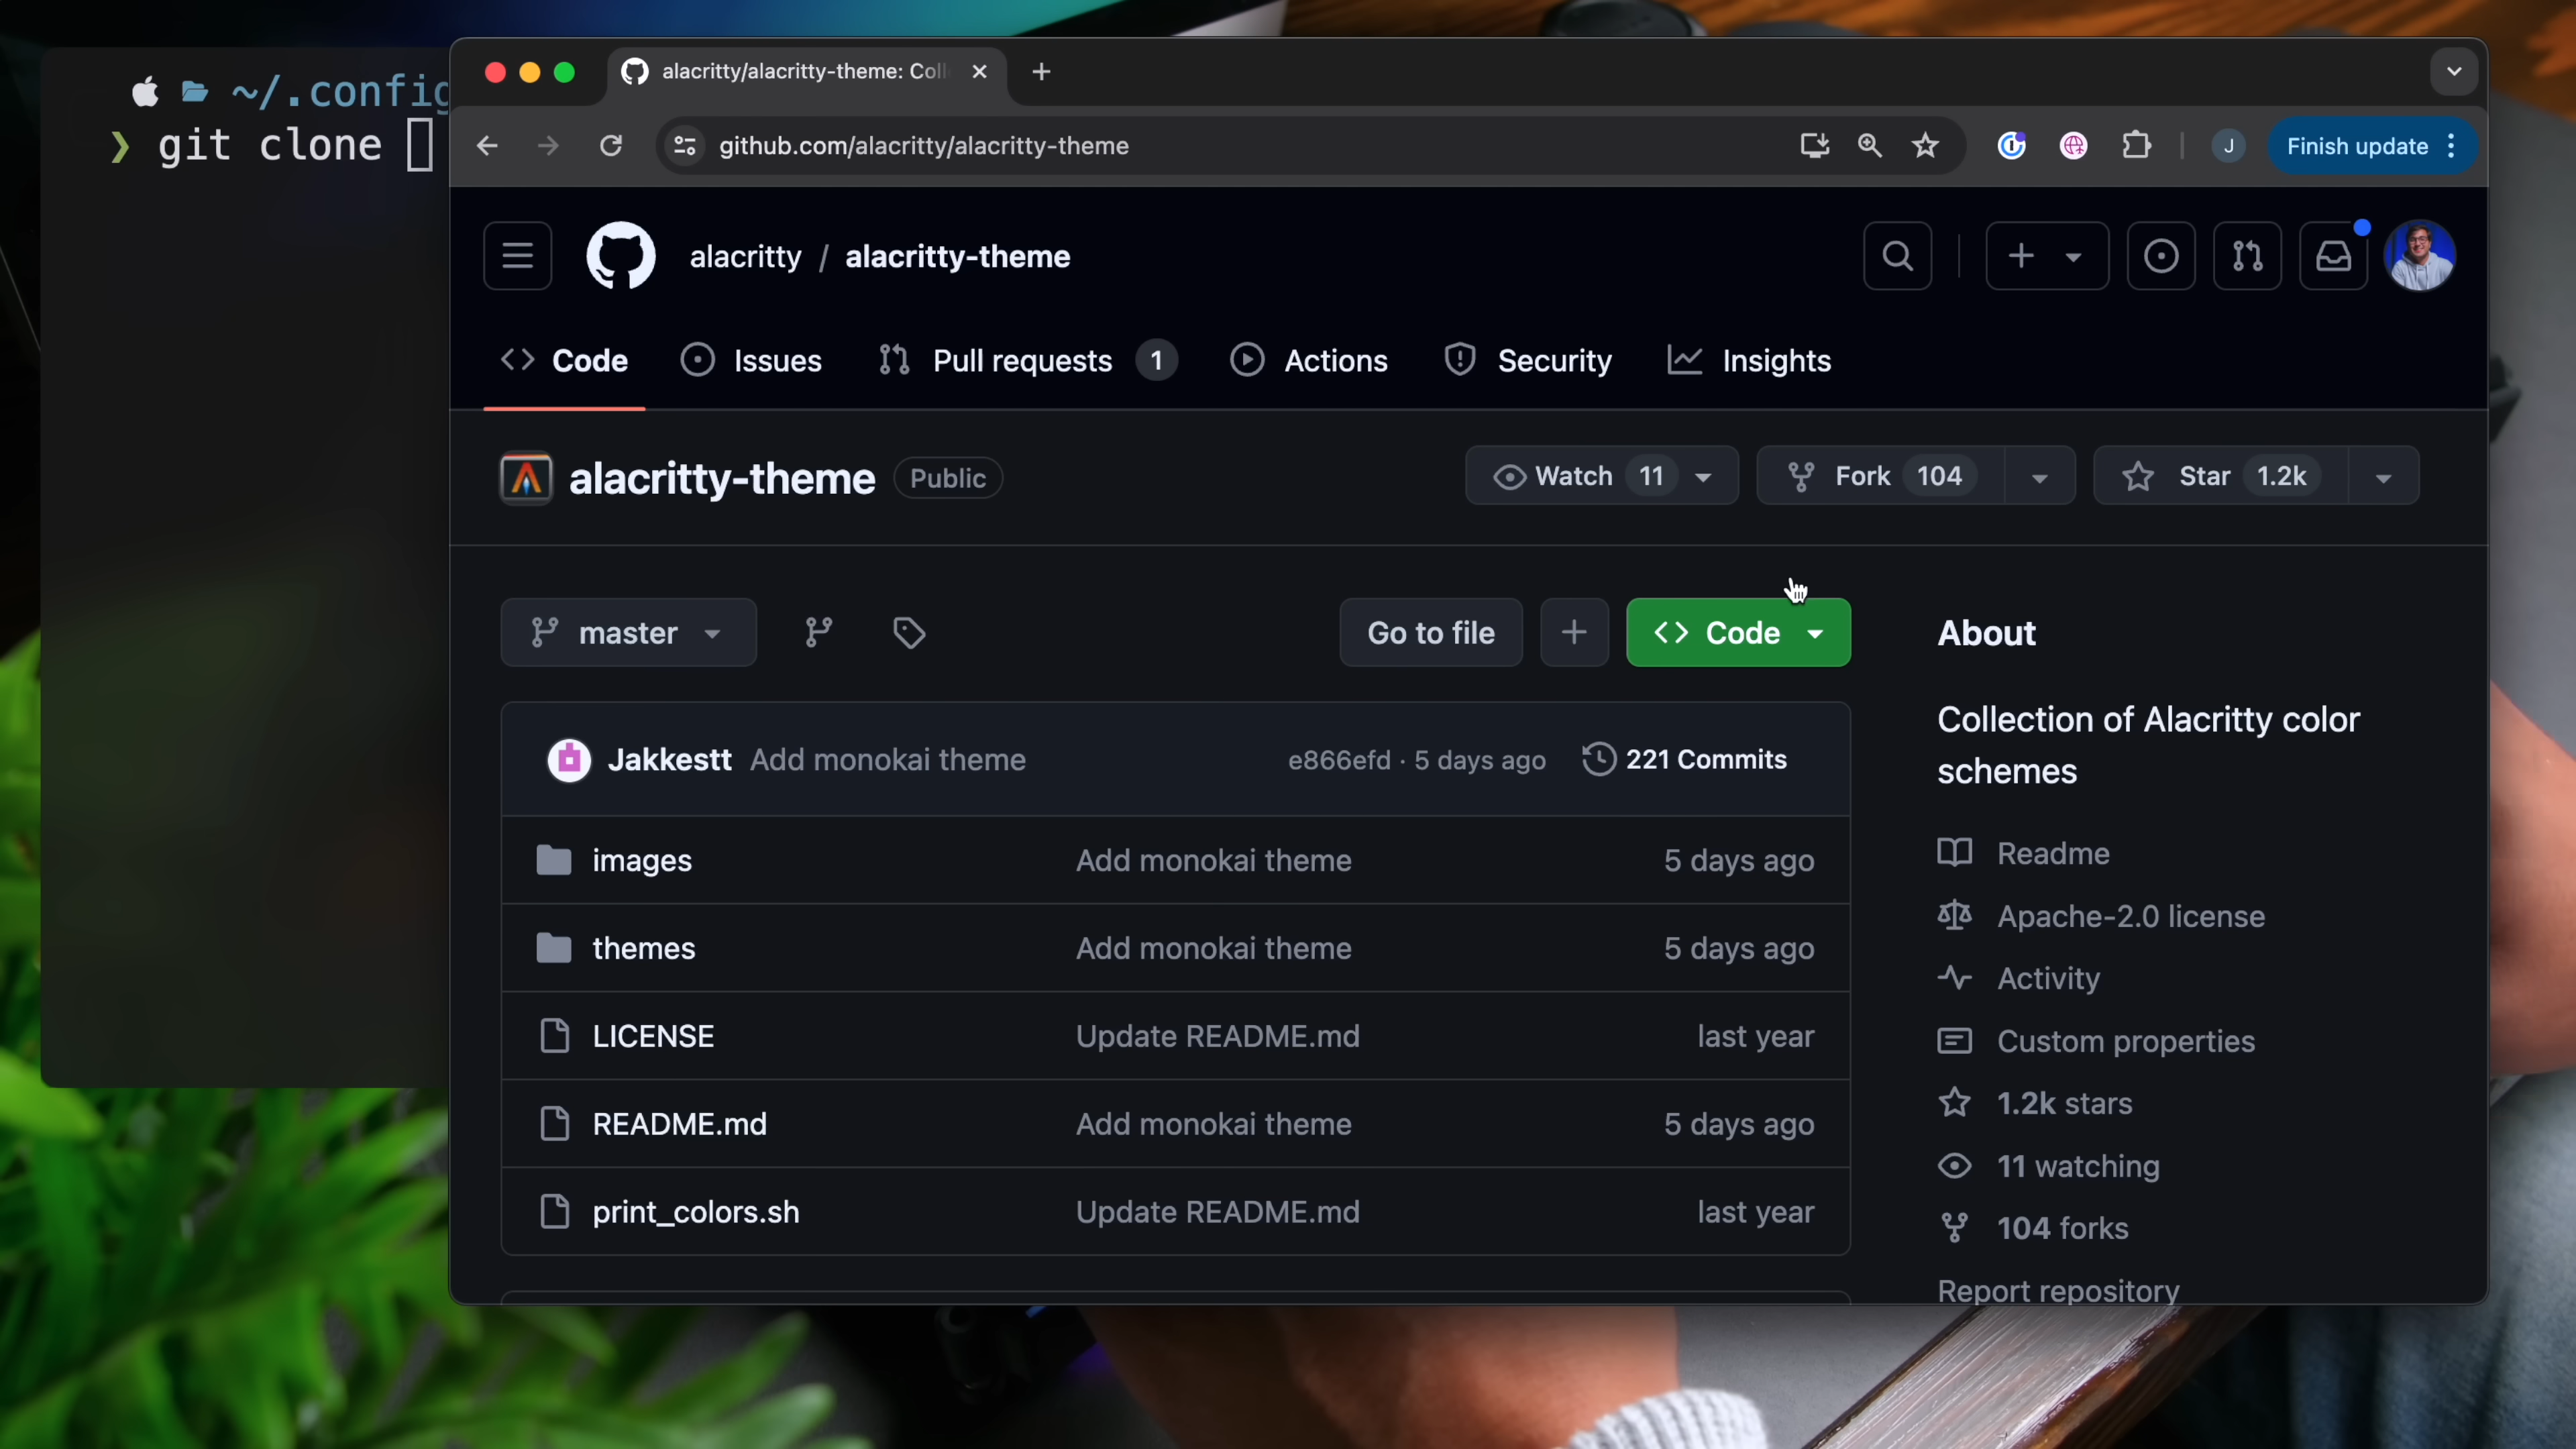 ~/.config
❯ git clone
alacritty/alacritty-theme: Coll
github.com/alacritty/alacritty-theme
J
Finish update
alacritty / alacritty-theme
Code
Issues
Pull requests 1
Actions
Security
Insights
alacritty-theme Public
Watch 11
Fork 104
Star 1.2k
master
Go to file
Code
Jakkestt Add monokai theme e866efd · 5 days ago 221 Commits
images Add monokai theme 5 days ago
themes Add monokai theme 5 days ago
LICENSE Update README.md last year
README.md Add monokai theme 5 days ago
print_colors.sh Update README.md last year
About
Collection of Alacritty color
schemes
Readme
Apache-2.0 license
Activity
Custom properties
1.2k stars
11 watching
104 forks
Report repository